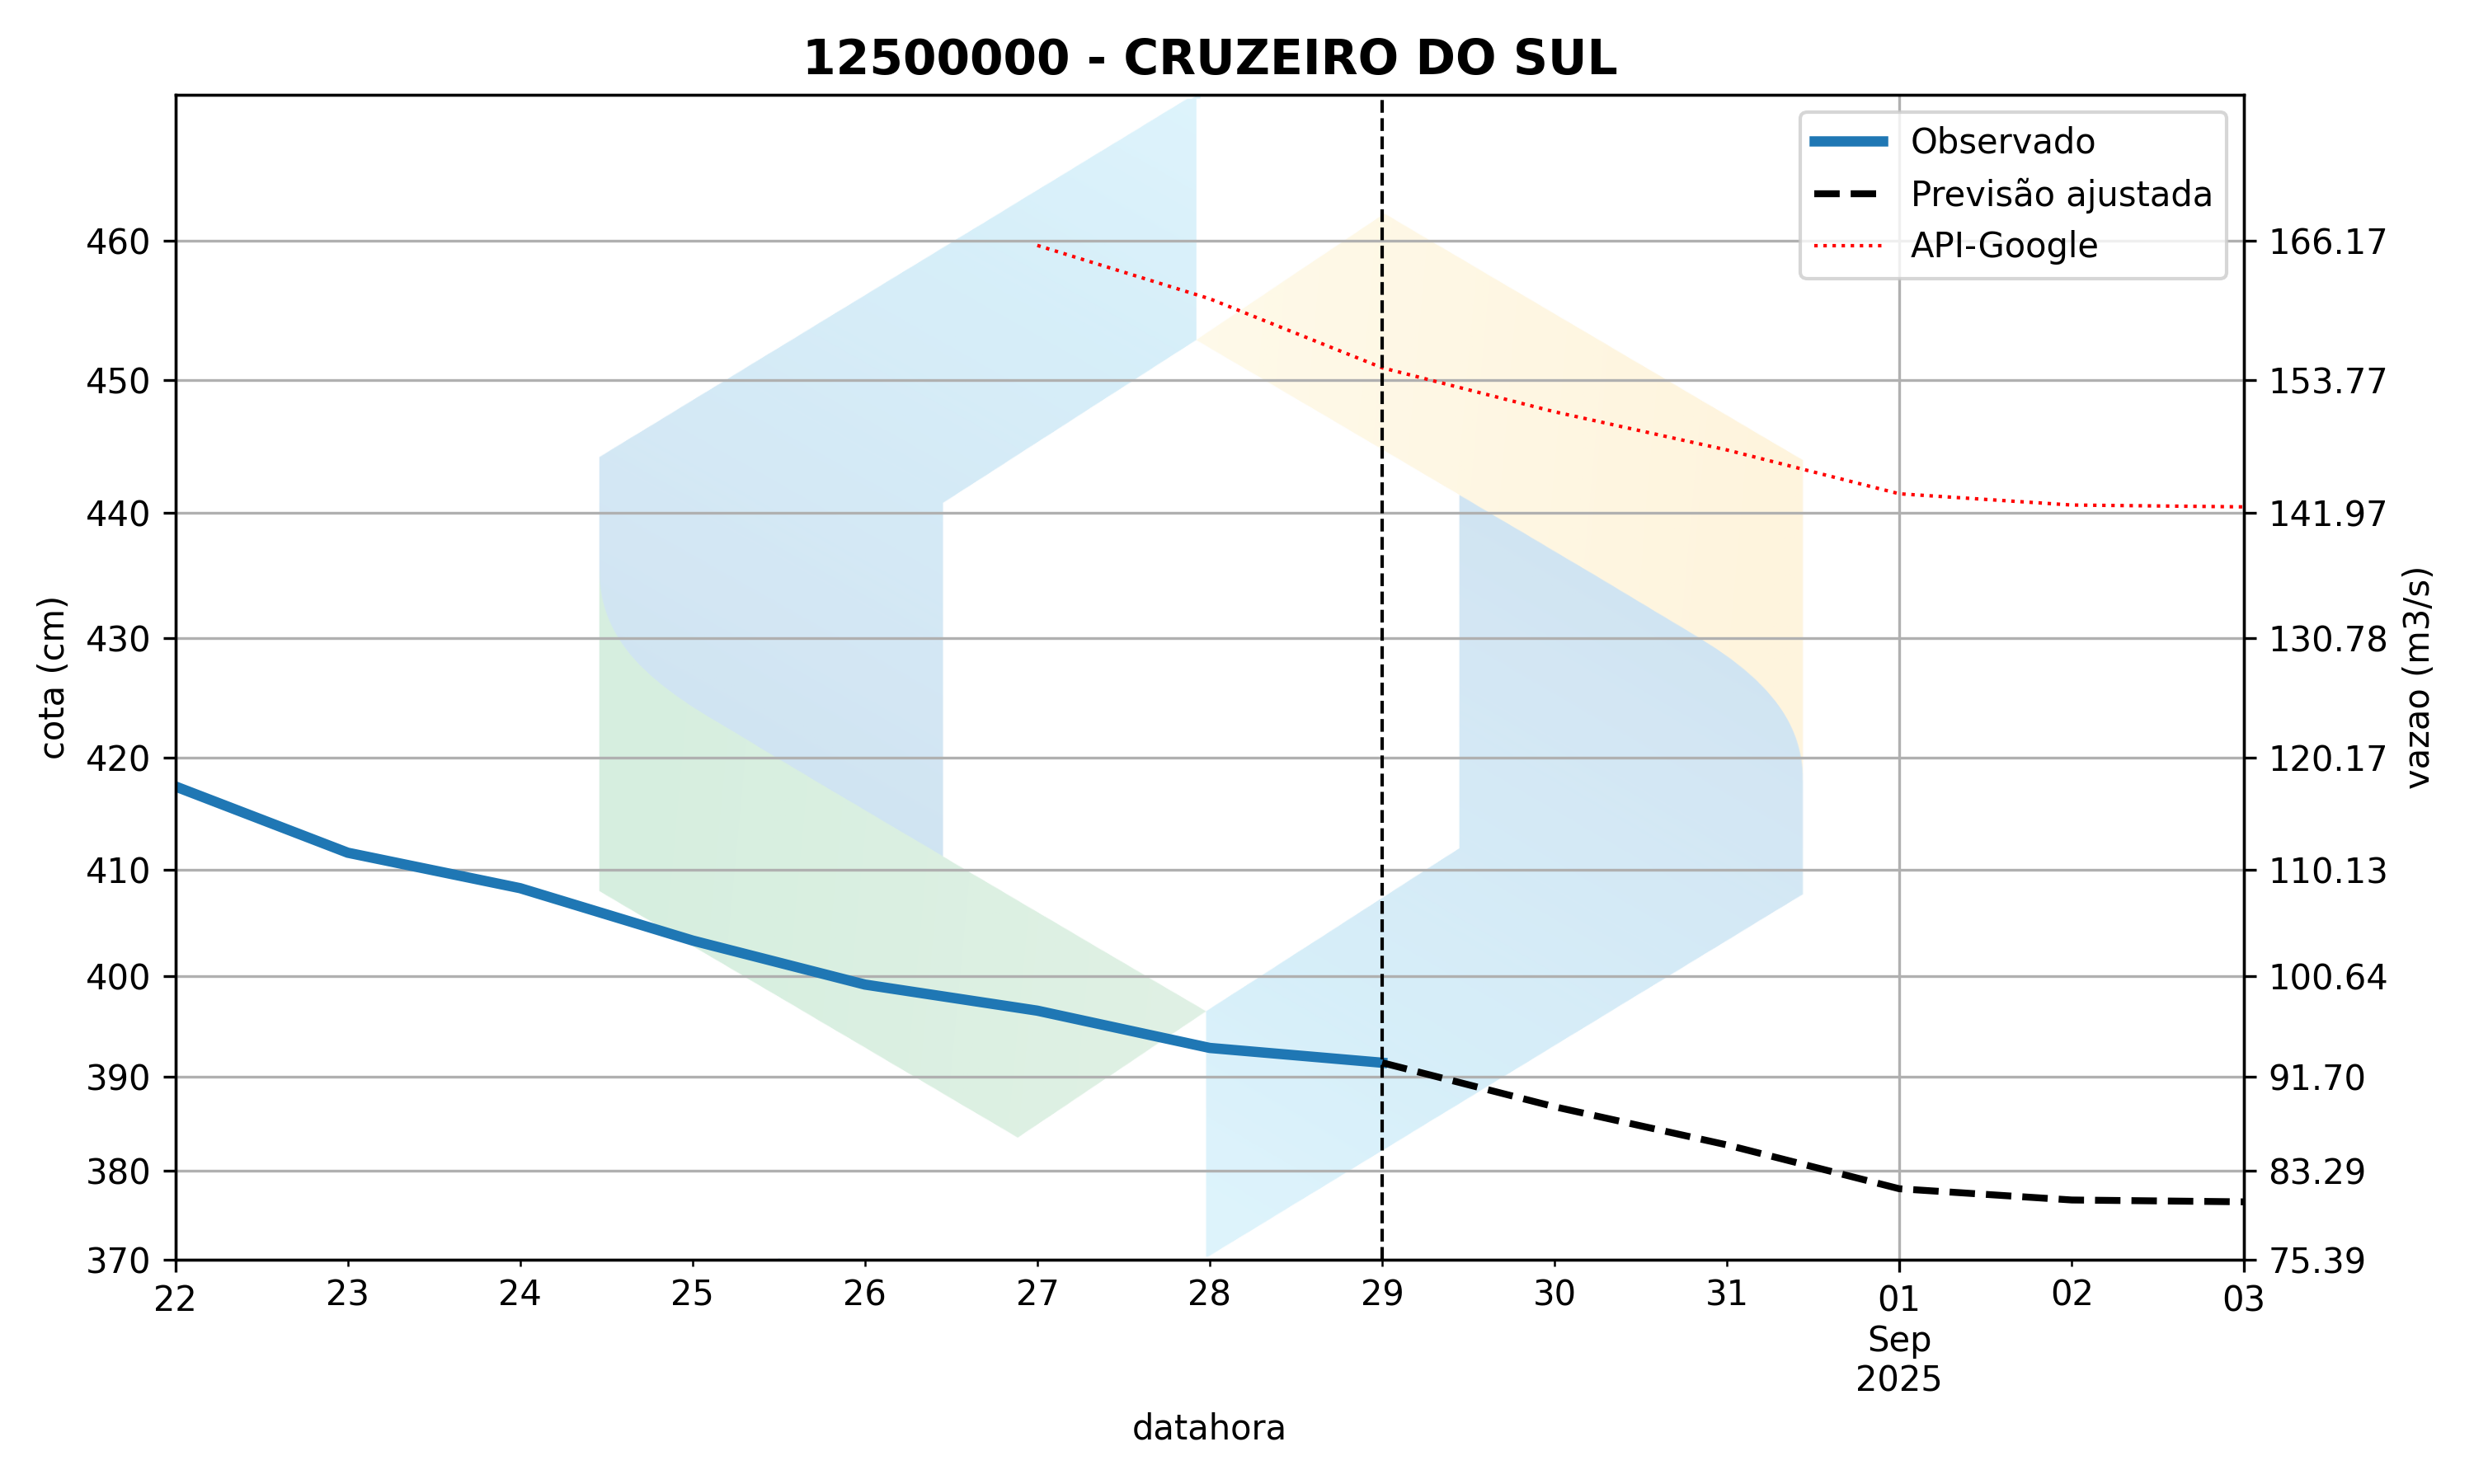 12500000 - CRUZEIRO DO SUL
Observado
Previsão ajustada
API-Google
460
450
440
430
420
410
400
390
380
370
cota (cm)
166.17
153.77
141.97
130.78
120.17
110.13
100.64
91.70
83.29
75.39
vazao (m3/s)
22 23 24 25 26 27 28 29 30 31 01 02 03
Sep
2025
datahora